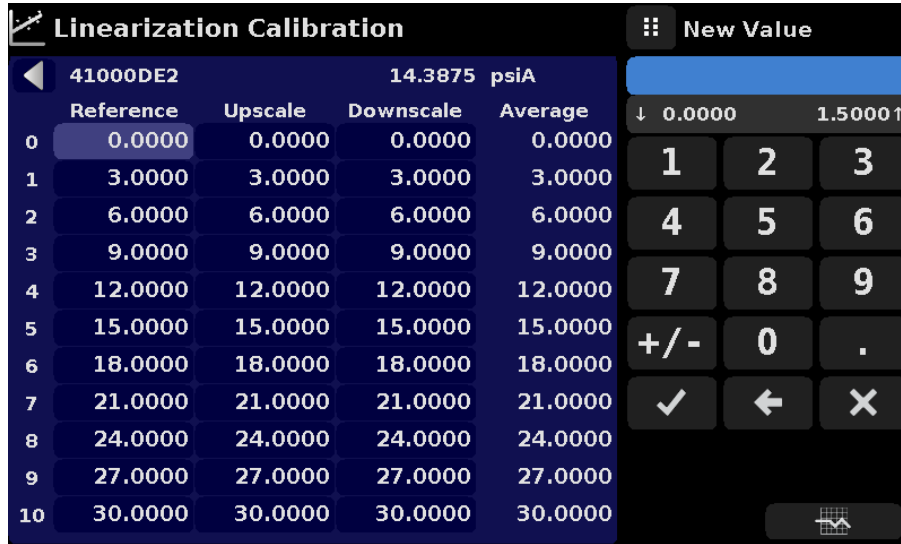 Linearization Calibration
41000DE2 14.3875 psiA
Reference Upscale Downscale Average
0 0.0000 0.0000 0.0000 0.0000
1 3.0000 3.0000 3.0000 3.0000
2 6.0000 6.0000 6.0000 6.0000
3 9.0000 9.0000 9.0000 9.0000
4 12.0000 12.0000 12.0000 12.0000
5 15.0000 15.0000 15.0000 15.0000
6 18.0000 18.0000 18.0000 18.0000
7 21.0000 21.0000 21.0000 21.0000
8 24.0000 24.0000 24.0000 24.0000
9 27.0000 27.0000 27.0000 27.0000
10 30.0000 30.0000 30.0000 30.0000
New Value
↓ 0.0000 1.5000↑
1 2 3
4 5 6
7 8 9
+/- 0 .